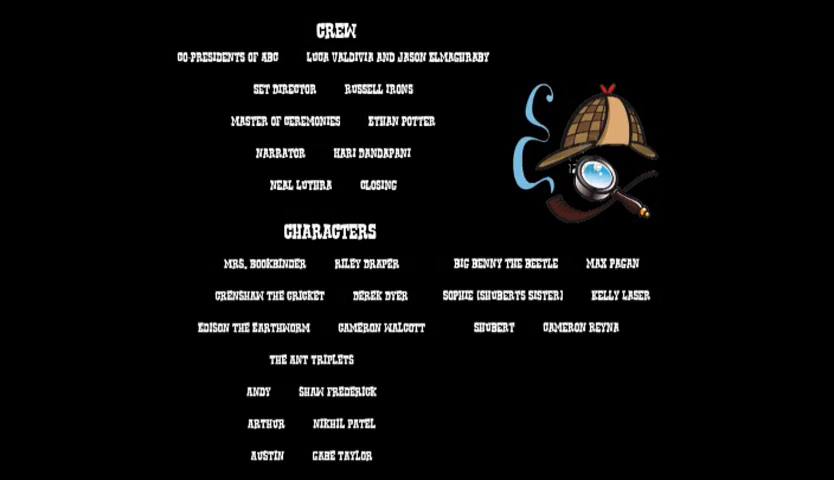 CREW
CO-PRESIDENTS OF ABC LUCA VALDIVIA AND JASON ELMAGHRABY
SET DIRECTOR RUSSELL IRONS
MASTER OF CEREMONIES ETHAN POTTER
NARRATOR HARI DANDAPANI
NEAL LUTHRA CLOSING
CHARACTERS
MRS. BOOKBINDER RILEY DRAPER BIG BENNY THE BEETLE MAX PAGAN
CRENSHAW THE CRICKET DEREK DYER SOPHIE (SHUBERTS SISTER) KELLY LASER
EDISON THE EARTHWORM CAMERON WALCOTT SHUBERT CAMERON REYNA
THE ANT TRIPLETS
ANDY SHAW FREDERICK
ARTHUR NIKHIL PATEL
AUSTIN GABE TAYLOR